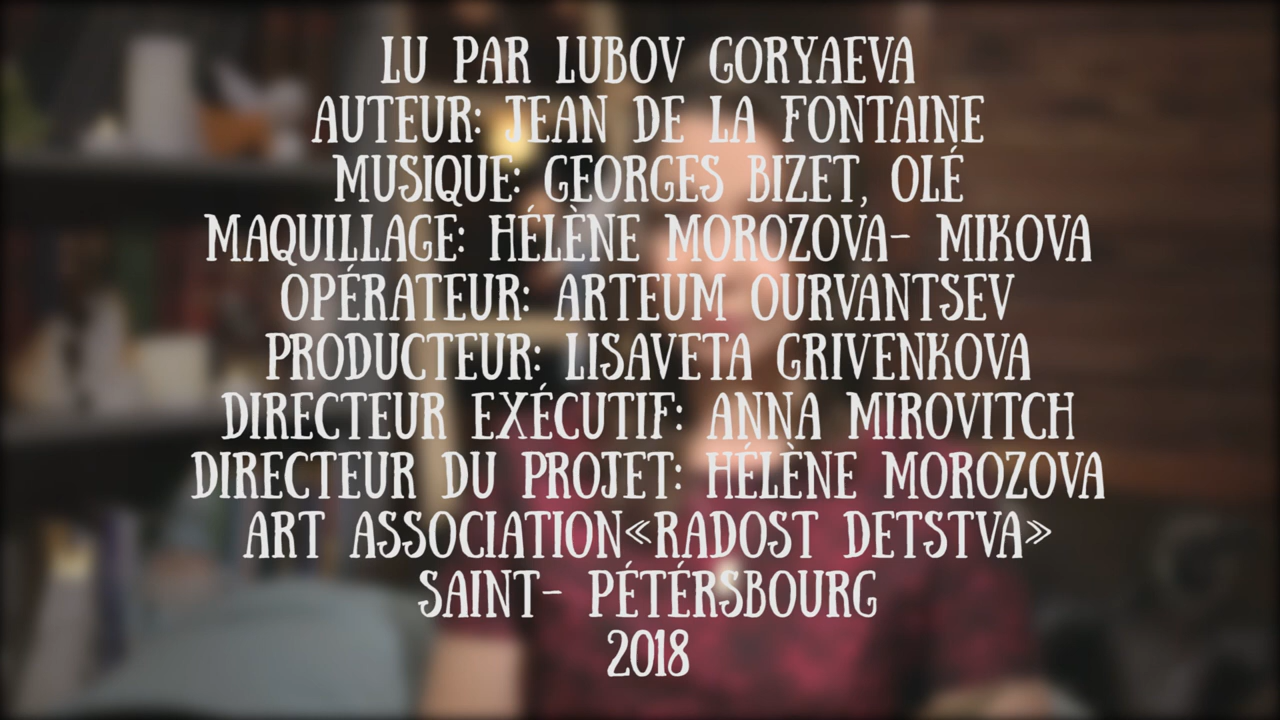 LU PAR LUBOV GORYAEVA
AUTEUR: JEAN DE LA FONTAINE
MUSIQUE: GEORGES BIZET, OLÉ
MAQUILLAGE: HÉLÈNE MOROZOVA- MIKOVA
OPÉRATEUR: ARTEUM OURVANTSEV
PRODUCTEUR: LISAVETA GRIVENKOVA
DIRECTEUR EXÉCUTIF: ANNA MIROVITCH
DIRECTEUR DU PROJET: HÉLÈNE MOROZOVA
ART ASSOCIATION«RADOST DETSTVA»
SAINT- PÉTÉRSBOURG
2018